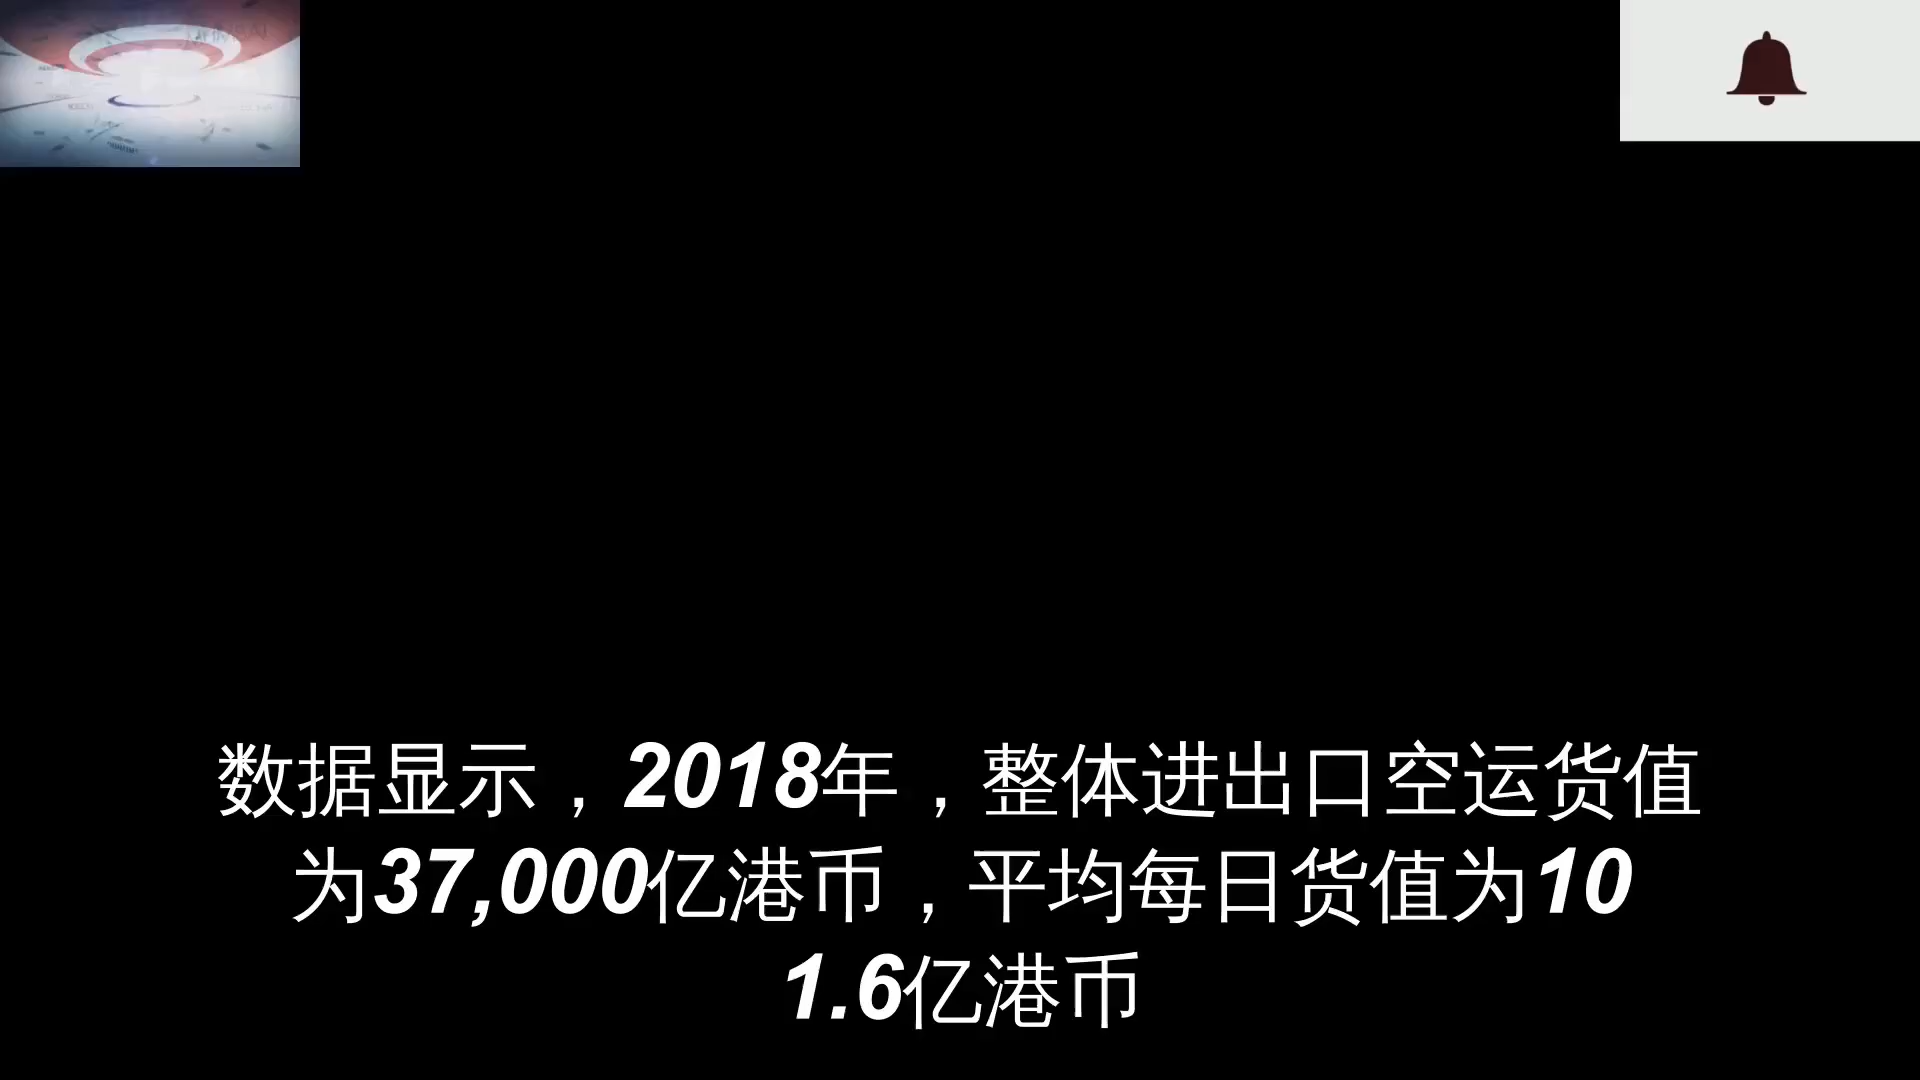 数据显示，2018年，整体进出口空运货值
为37,000亿港币，平均每日货值为10
1.6亿港币